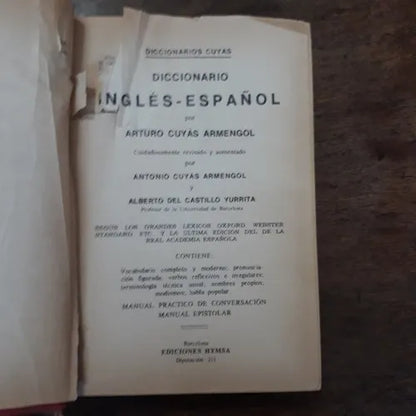 DICCIONARIOS CUYAS
DICCIONARIO
INGLÉS-ESPAÑOL
por
ARTURO CUYÁS ARMENGOL
Cuidadosamente revisado y aumentado
por
ANTONIO CUYÁS ARMENGOL
y
ALBERTO DEL CASTILLO YURRITA
Profesor de la Universidad de Barcelona
SEGÚN LOS GRANDES LÉXICOS OXFORD WEBSTER
STANDARD ETC. Y LA ÚLTIMA EDICIÓN DEL DE LA
REAL ACADEMIA ESPAÑOLA
CONTIENE:
Vocabulario completo y moderno; pronuncia-
ción figurada; verbos reflexivos e irregulares;
terminología técnica usual; nombres propios;
modismos; habla popular
MANUAL PRÁCTICO DE CONVERSACIÓN
MANUAL EPISTOLAR
Barcelona
EDICIONES HYMSA
Diputación 211